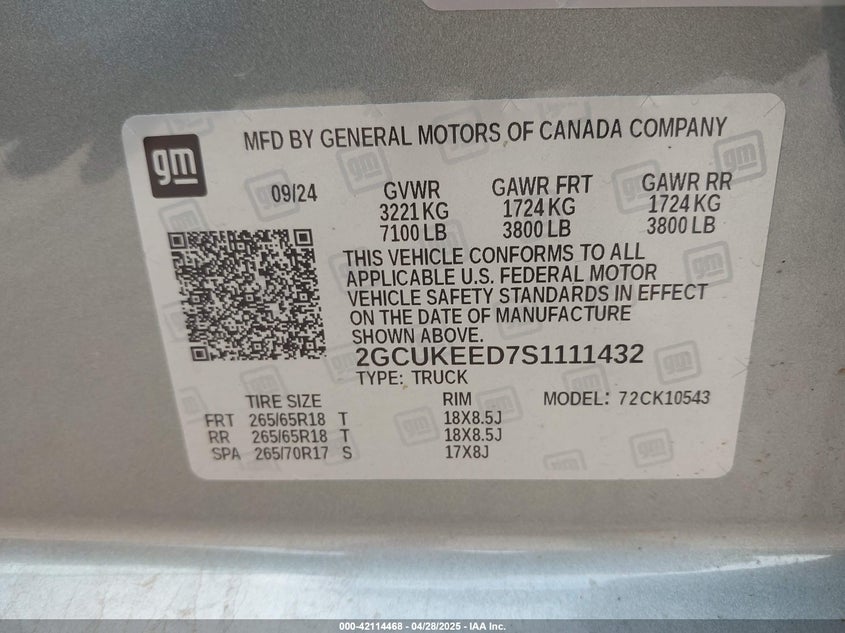 gm
MFD BY GENERAL MOTORS OF CANADA COMPANY
09/24
GVWR GAWR FRT GAWR RR
3221 KG 1724 KG 1724 KG
7100 LB 3800 LB 3800 LB
THIS VEHICLE CONFORMS TO ALL
APPLICABLE U.S. FEDERAL MOTOR
VEHICLE SAFETY STANDARDS IN EFFECT
ON THE DATE OF MANUFACTURE
SHOWN ABOVE.
2GCUKEED7S1111432
TYPE: TRUCK
TIRE SIZE RIM MODEL: 72CK10543
FRT 265/65R18 T 18X8.5J
RR 265/65R18 T 18X8.5J
SPA 265/70R17 S 17X8J
000-42114468 - 04/28/2025 - IAA Inc.